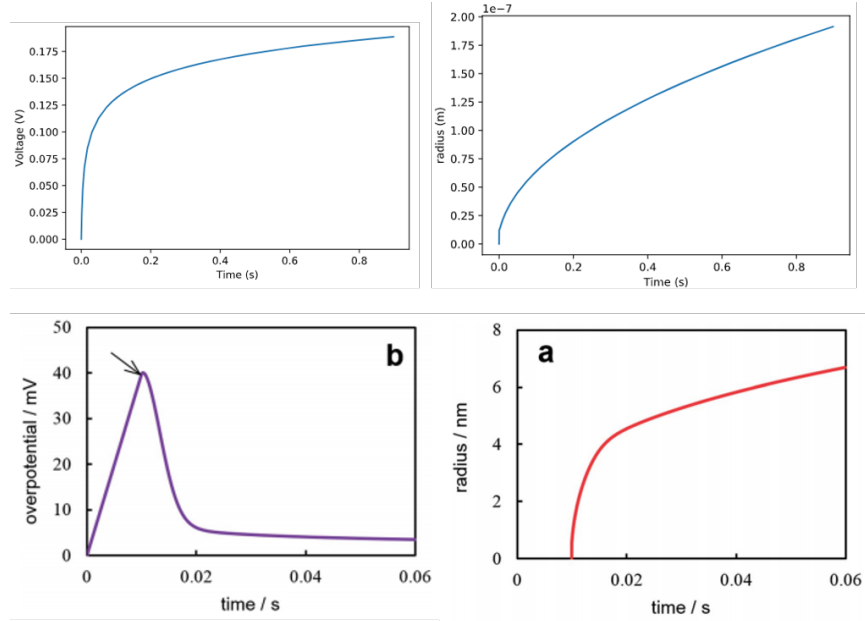 0.175
0.150
0.125
0.100
0.075
0.050
0.025
0.000
Voltage (V)
0.0 0.2 0.4 0.6 0.8
Time (s)
1e-7
2.00
1.75
1.50
1.25
1.00
0.75
0.50
0.25
0.00
radius (m)
0.0 0.2 0.4 0.6 0.8
Time (s)
b
50
40
30
20
10
0
overpotential / mV
0 0.02 0.04 0.06
time / s
a
8
6
4
2
0
radius / nm
0 0.02 0.04 0.06
time / s